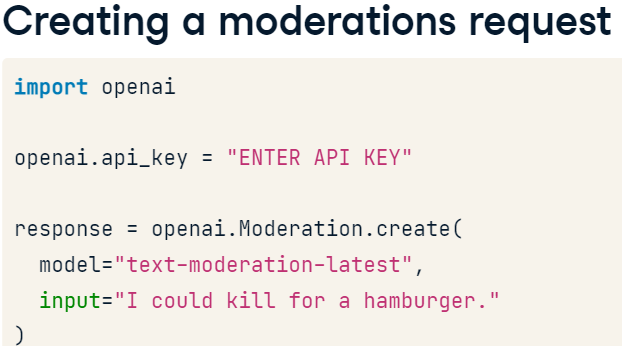 Creating a moderations request
import openai
openai.api_key = "ENTER API KEY"
response = openai.Moderation.create(
model="text-moderation-latest",
input="I could kill for a hamburger."
)